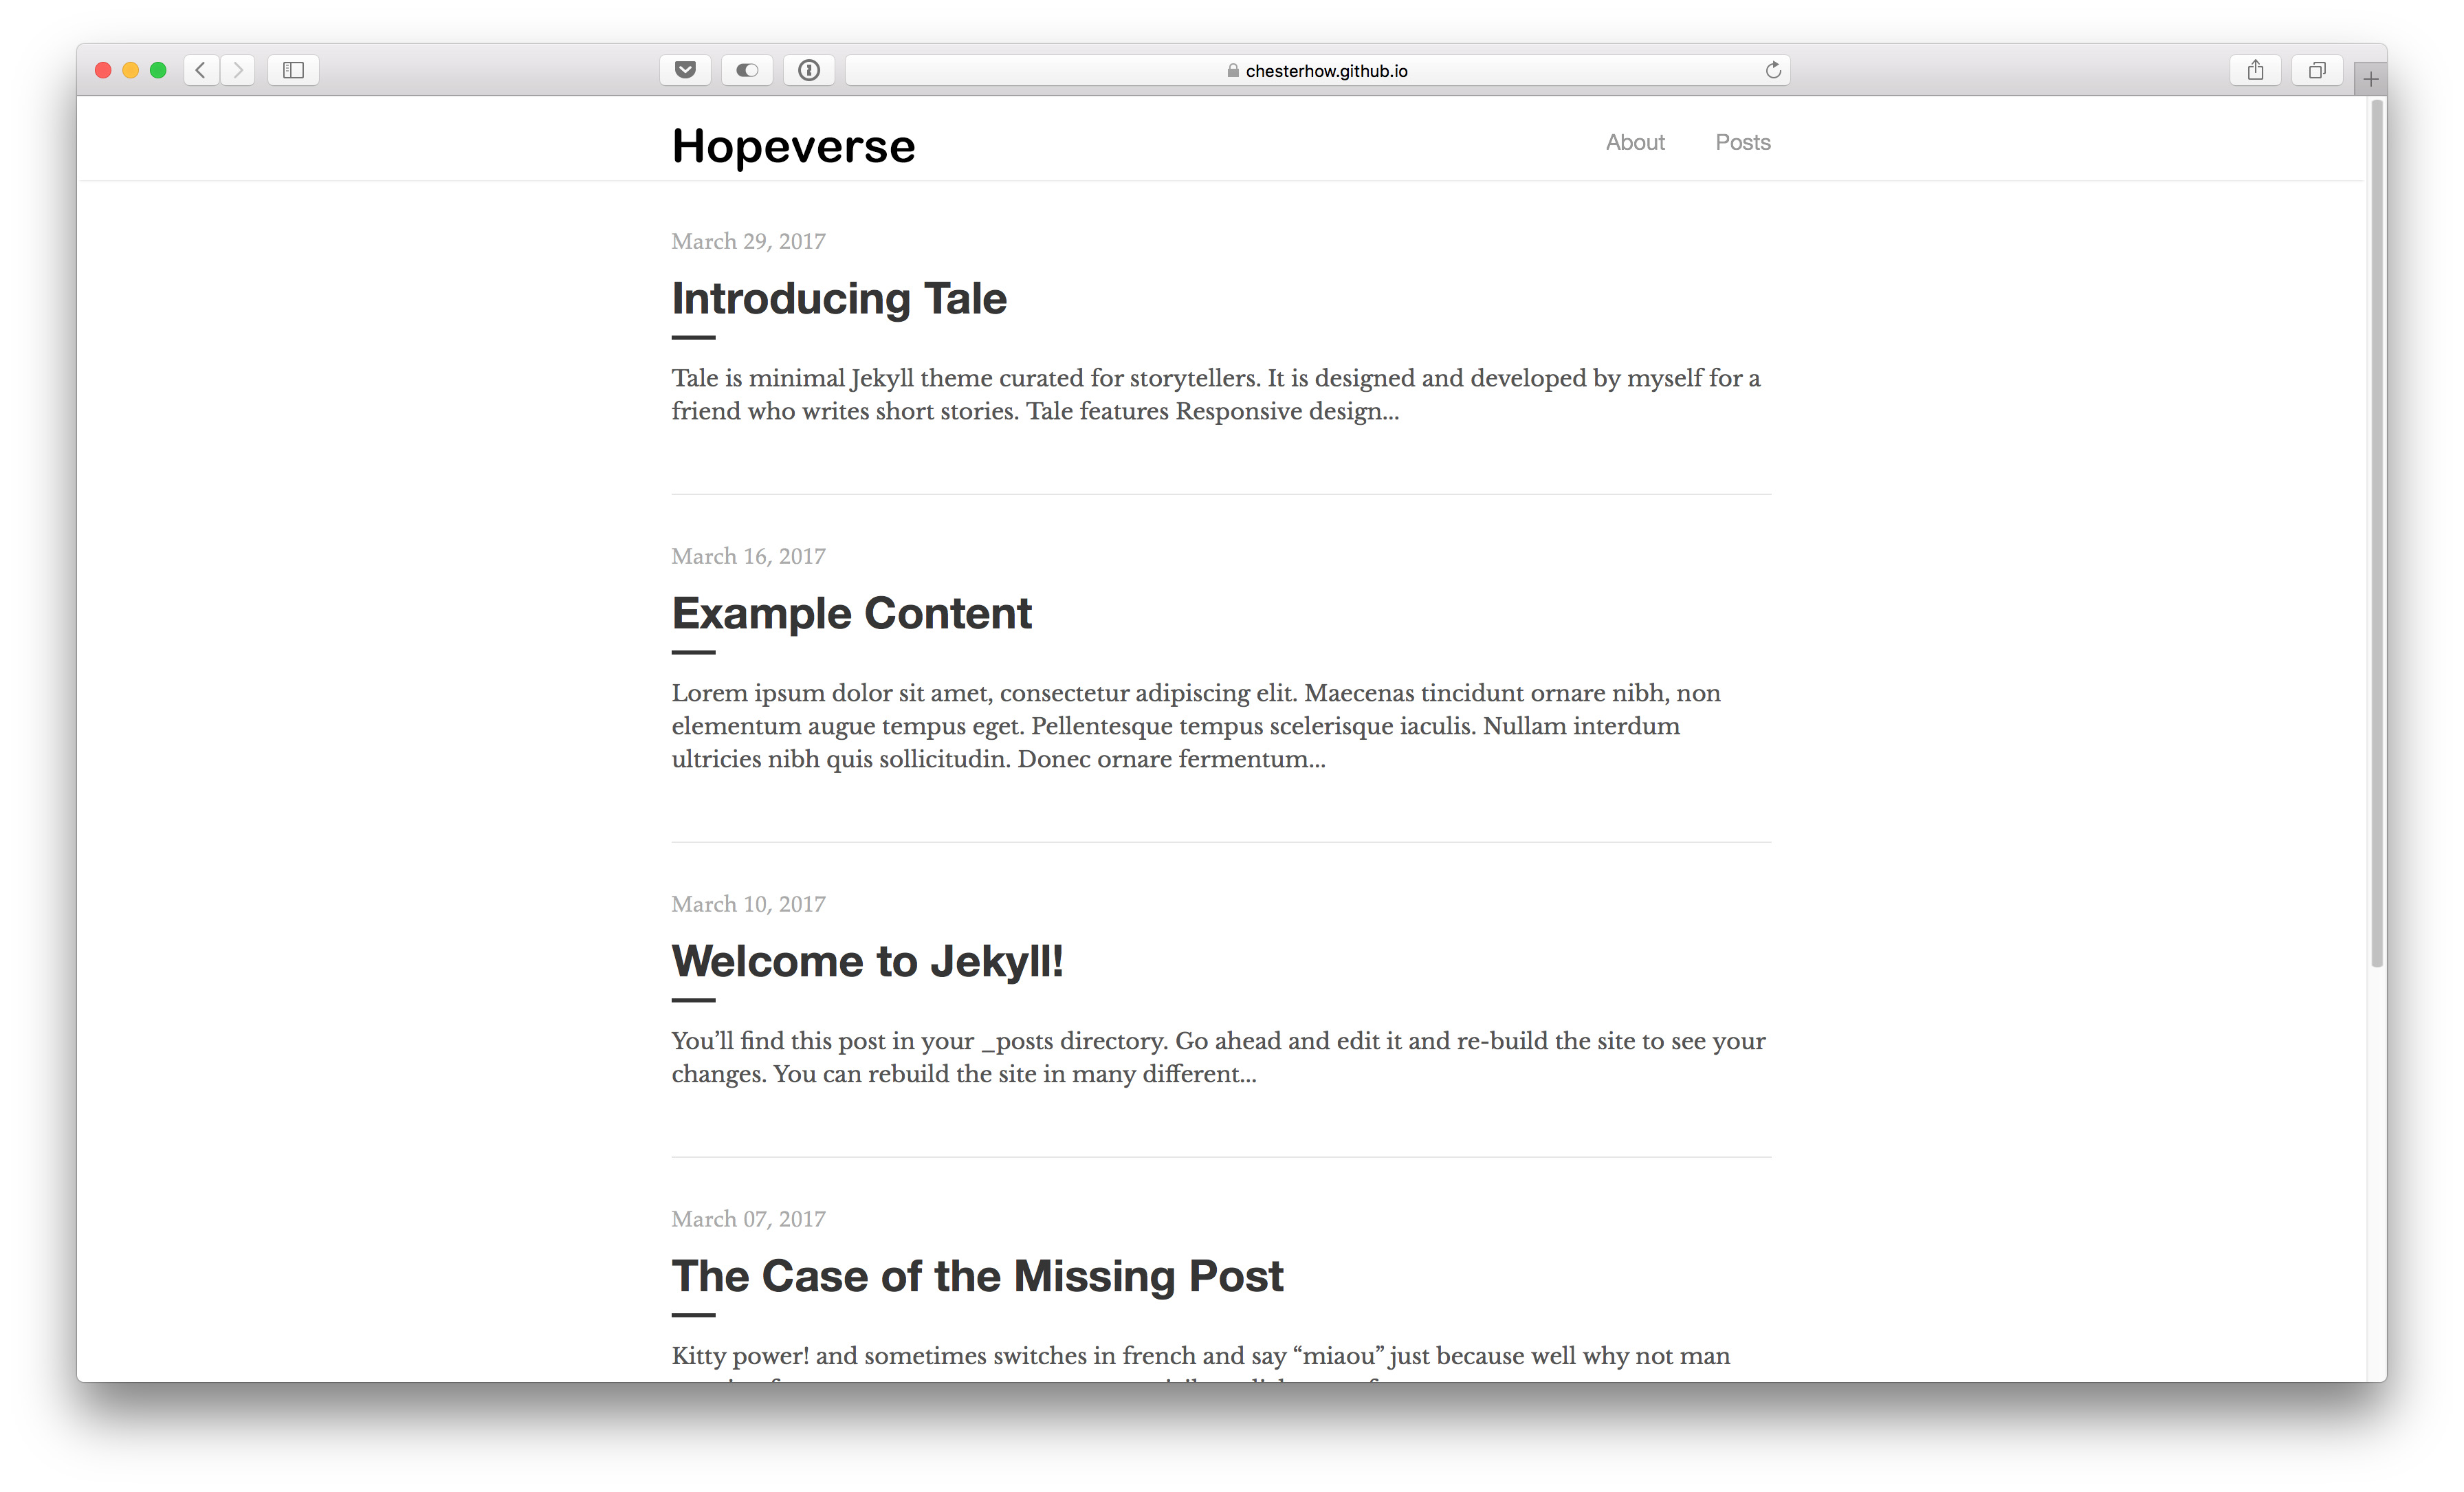 chesterhow.github.io
Hopeverse
About
Posts
March 29, 2017
Introducing Tale
Tale is minimal Jekyll theme curated for storytellers. It is designed and developed by myself for a
friend who writes short stories. Tale features Responsive design...
March 16, 2017
Example Content
Lorem ipsum dolor sit amet, consectetur adipiscing elit. Maecenas tincidunt ornare nibh, non
elementum augue tempus eget. Pellentesque tempus scelerisque iaculis. Nullam interdum
ultricies nibh quis sollicitudin. Donec ornare fermentum...
March 10, 2017
Welcome to Jekyll!
You’ll find this post in your _posts directory. Go ahead and edit it and re-build the site to see your
changes. You can rebuild the site in many different...
March 07, 2017
The Case of the Missing Post
Kitty power! and sometimes switches in french and say “miaou” just because well why not man